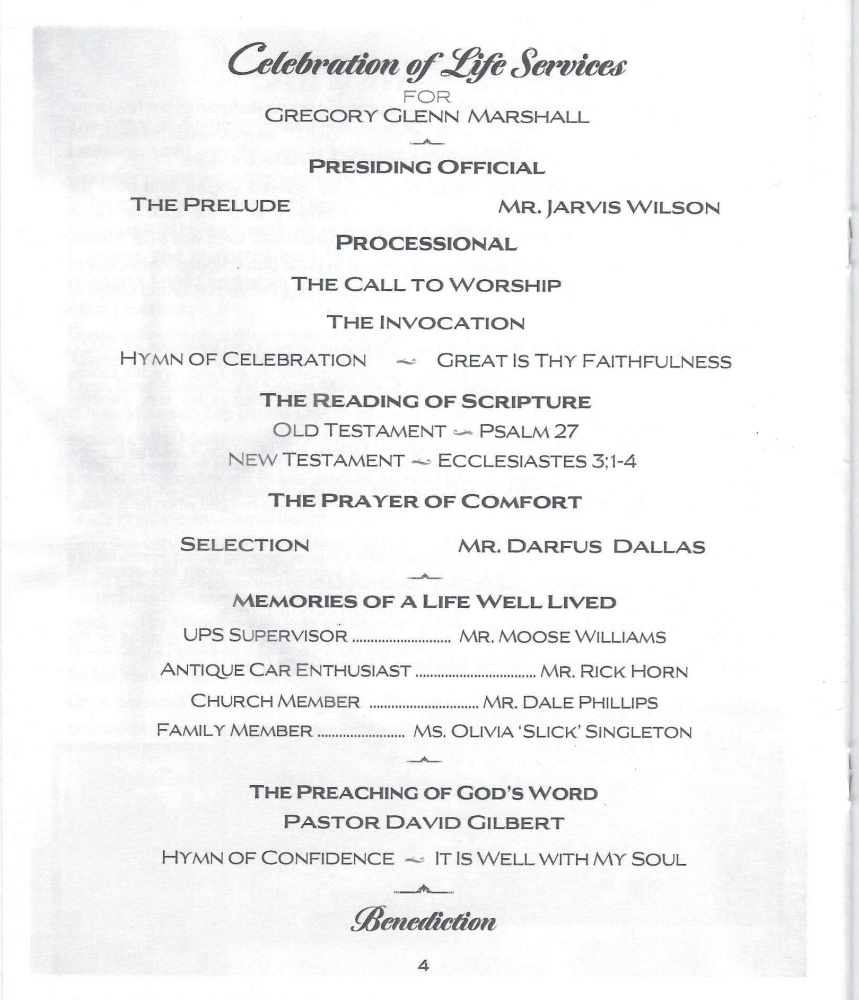 Celebration of Life Services
FOR
GREGORY GLENN MARSHALL
PRESIDING OFFICIAL
THE PRELUDE MR. JARVIS WILSON
PROCESSIONAL
THE CALL TO WORSHIP
THE INVOCATION
HYMN OF CELEBRATION ~ GREAT IS THY FAITHFULNESS
THE READING OF SCRIPTURE
OLD TESTAMENT ~ PSALM 27
NEW TESTAMENT ~ ECCLESIASTES 3;1-4
THE PRAYER OF COMFORT
SELECTION MR. DARFUS DALLAS
MEMORIES OF A LIFE WELL LIVED
UPS SUPERVISOR ........................... MR. MOOSE WILLIAMS
ANTIQUE CAR ENTHUSIAST ................................. MR. RICK HORN
CHURCH MEMBER .............................. MR. DALE PHILLIPS
FAMILY MEMBER ........................ MS. OLIVIA ‘SLICK’ SINGLETON
THE PREACHING OF GOD’S WORD
PASTOR DAVID GILBERT
HYMN OF CONFIDENCE ~ IT IS WELL WITH MY SOUL
Benediction
4